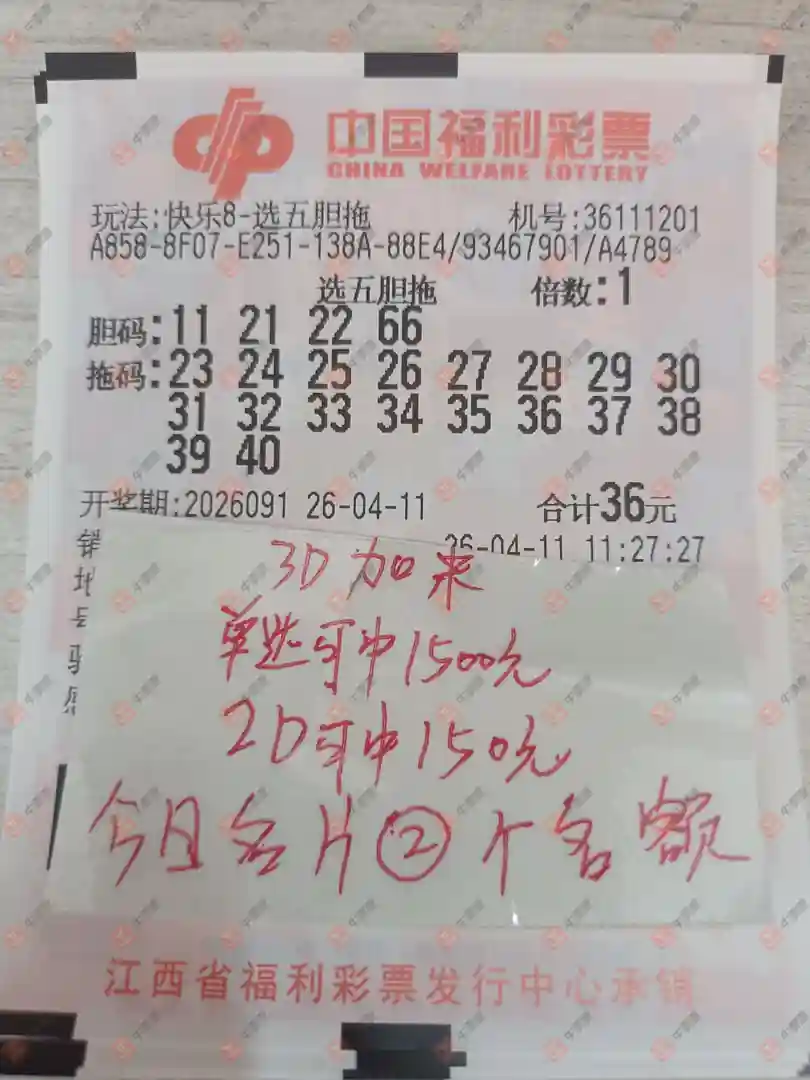 中国福利彩票
CHINA WELFARE LOTTERY
玩法:快乐8-选五胆拖 机号:36111201
A858-8F07-E251-138A-88E4/93467901/A4789
选五胆拖 倍数:1
胆码:11 21 22 66
拖码:23 24 25 26 27 28 29 30
31 32 33 34 35 36 37 38
39 40
开奖期:2026091 26-04-11 合计36元
销 26-04-11 11:27:27
地
3D加来
单选可中1500元
2D可中150元
今日名片②个名额
江西省福利彩票发行中心承销